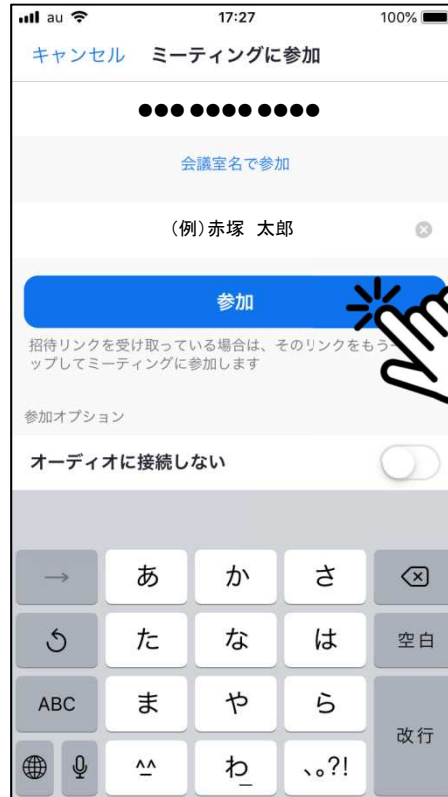 au 17:27 100%
キャンセル ミーティングに参加
●●● ●●●● ●●●●
会議室名で参加
(例)赤塚 太郎
参加
招待リンクを受け取っている場合は、そのリンクをもう
ップしてミーティングに参加します
参加オプション
オーディオに接続しない
→ あ か さ
た な は 空白
ABC ま や ら
改行
^^ わ 、。?!